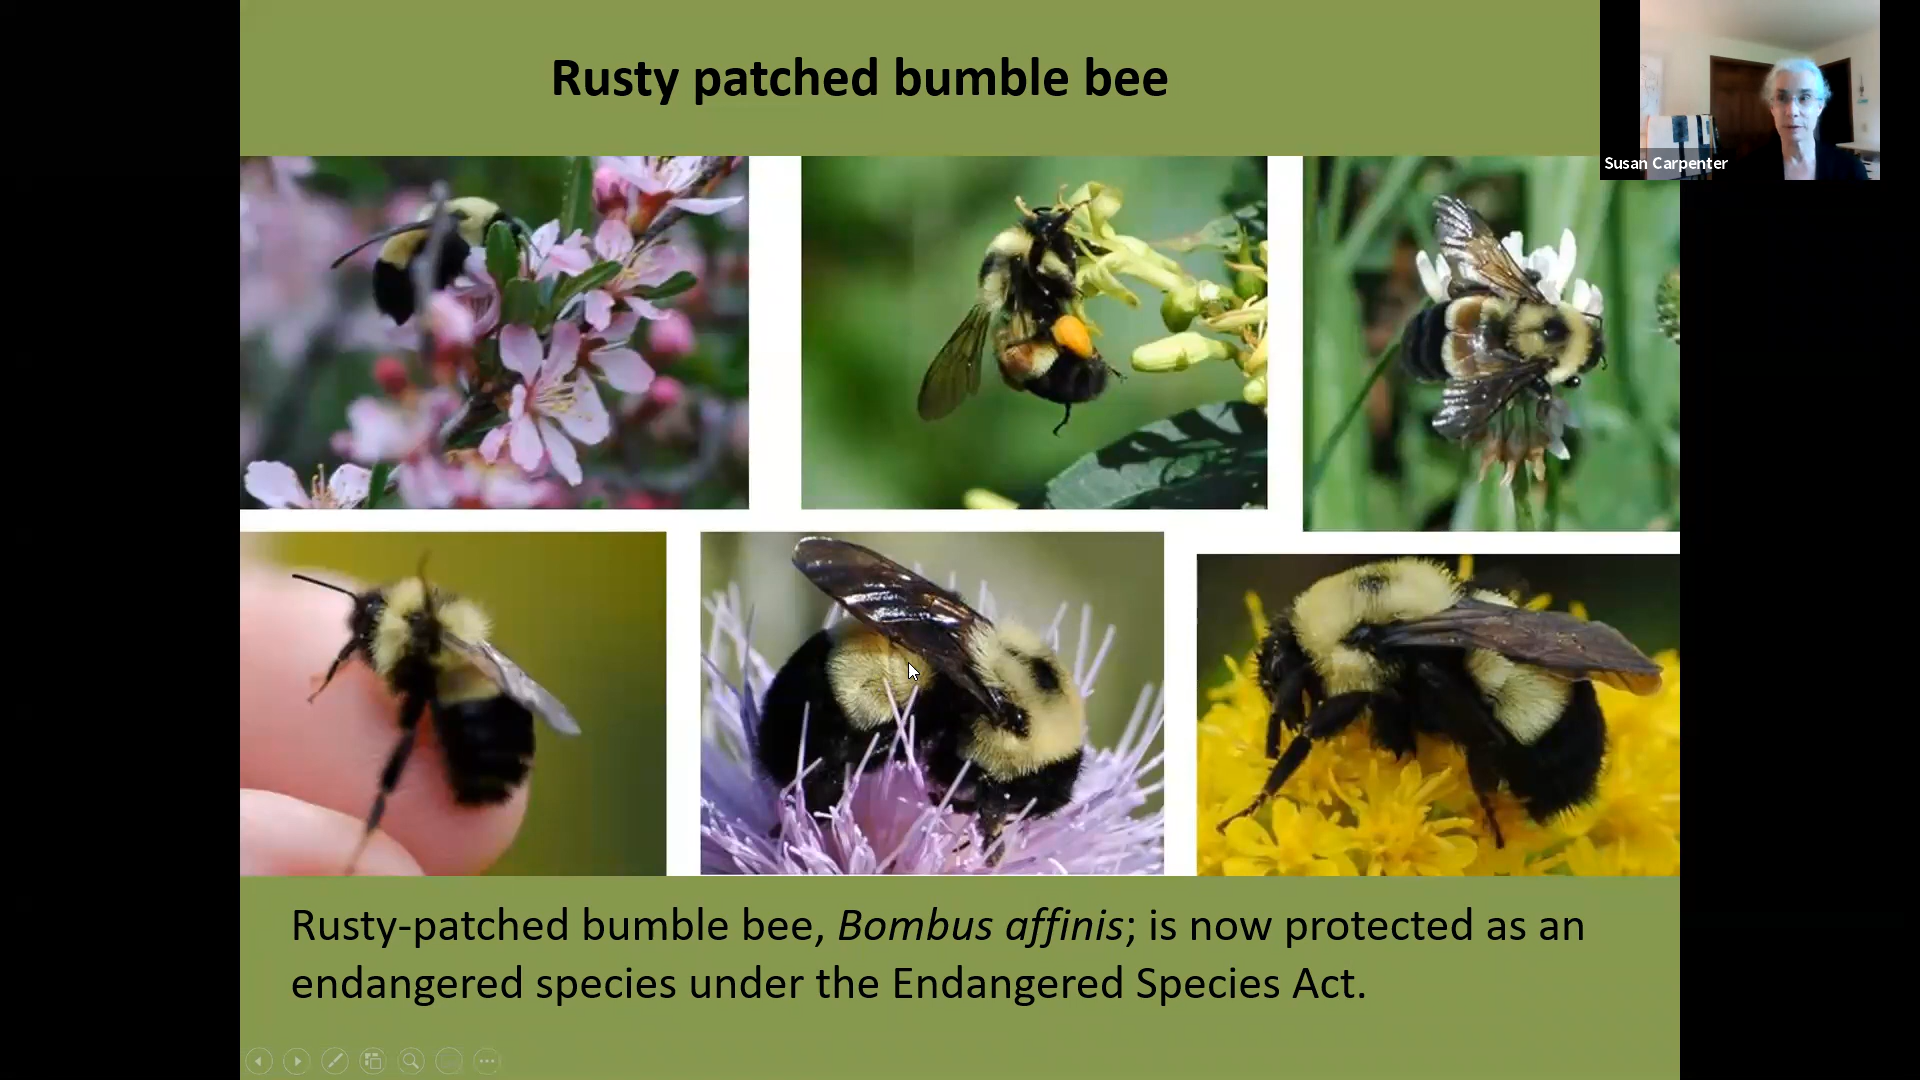 Rusty patched bumble bee
Susan Carpenter
Rusty-patched bumble bee, Bombus affinis; is now protected as an
endangered species under the Endangered Species Act.